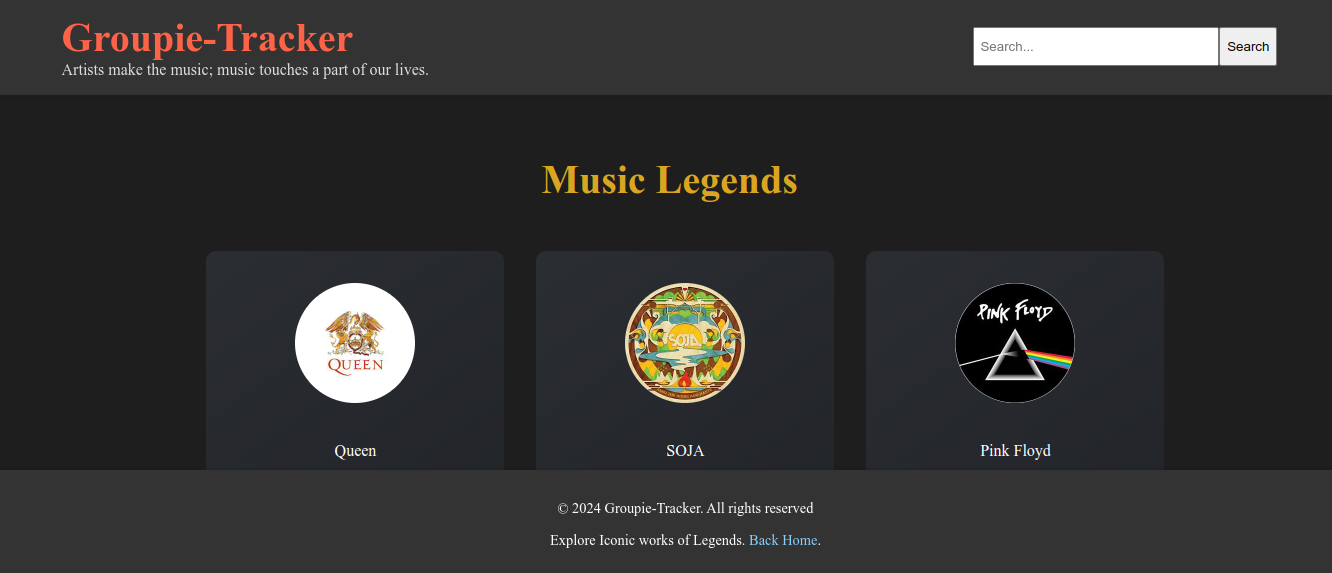 Groupie-Tracker
Artists make the music; music touches a part of our lives.
Search...
Search
Music Legends
QUEEN
SOJA
PINK FLOYD
Queen
SOJA
Pink Floyd
© 2024 Groupie-Tracker. All rights reserved
Explore Iconic works of Legends. Back Home.